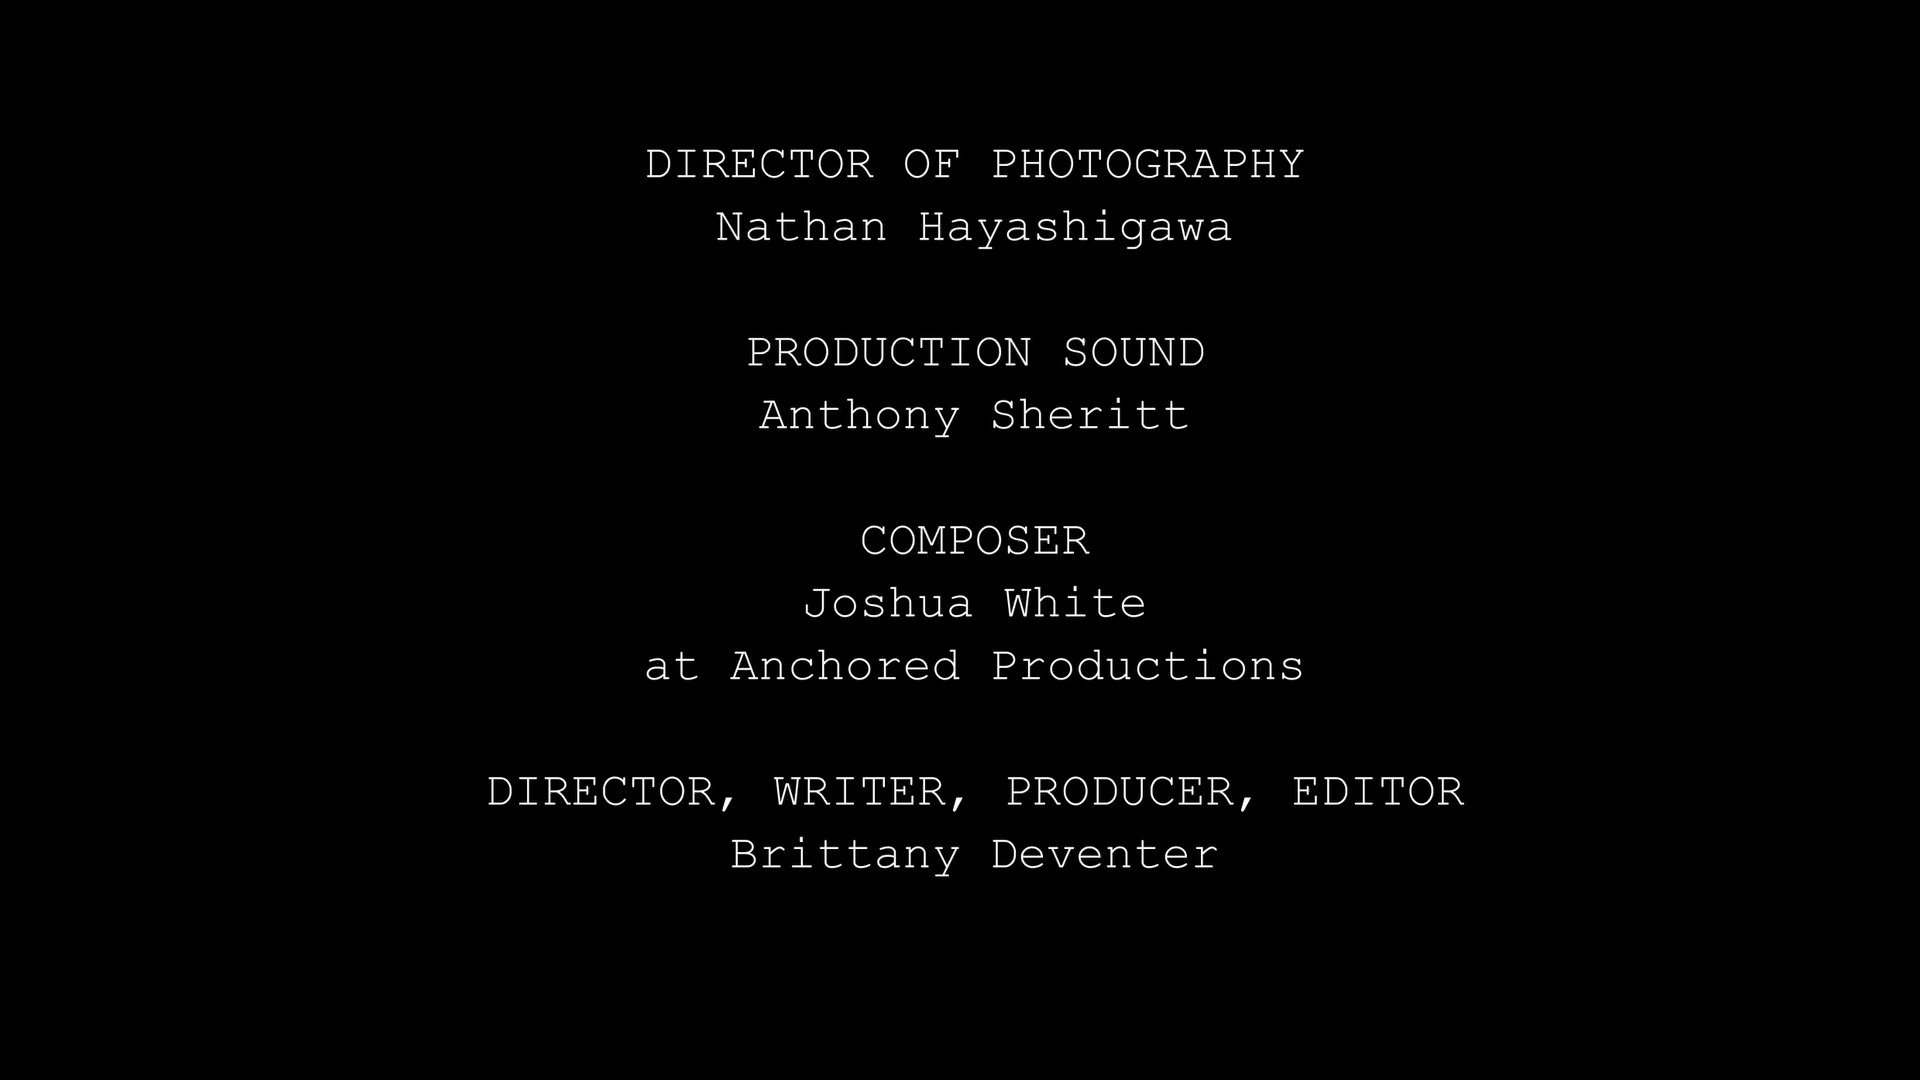 DIRECTOR OF PHOTOGRAPHY
Nathan Hayashigawa
PRODUCTION SOUND
Anthony Sheritt
COMPOSER
Joshua White
at Anchored Productions
DIRECTOR, WRITER, PRODUCER, EDITOR
Brittany Deventer